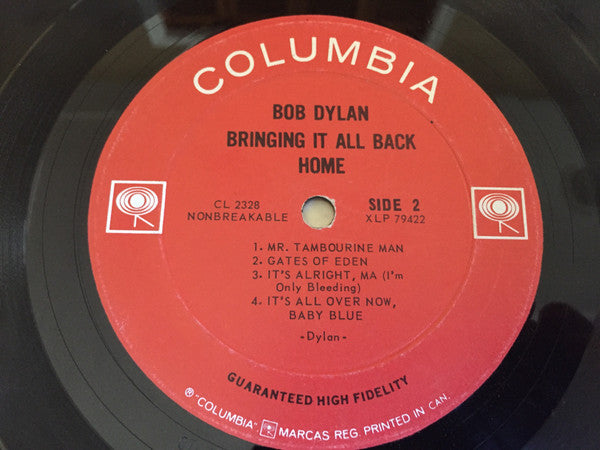 COLUMBIA
BOB DYLAN
BRINGING IT ALL BACK
HOME
CL 2328
NONBREAKABLE
SIDE 2
XLP 79422
1. MR. TAMBOURINE MAN
2. GATES OF EDEN
3. IT'S ALRIGHT, MA (I'm
Only Bleeding)
4. IT'S ALL OVER NOW,
BABY BLUE
-Dylan-
GUARANTEED HIGH FIDELITY
® "COLUMBIA", MARCAS REG. PRINTED IN CAN.